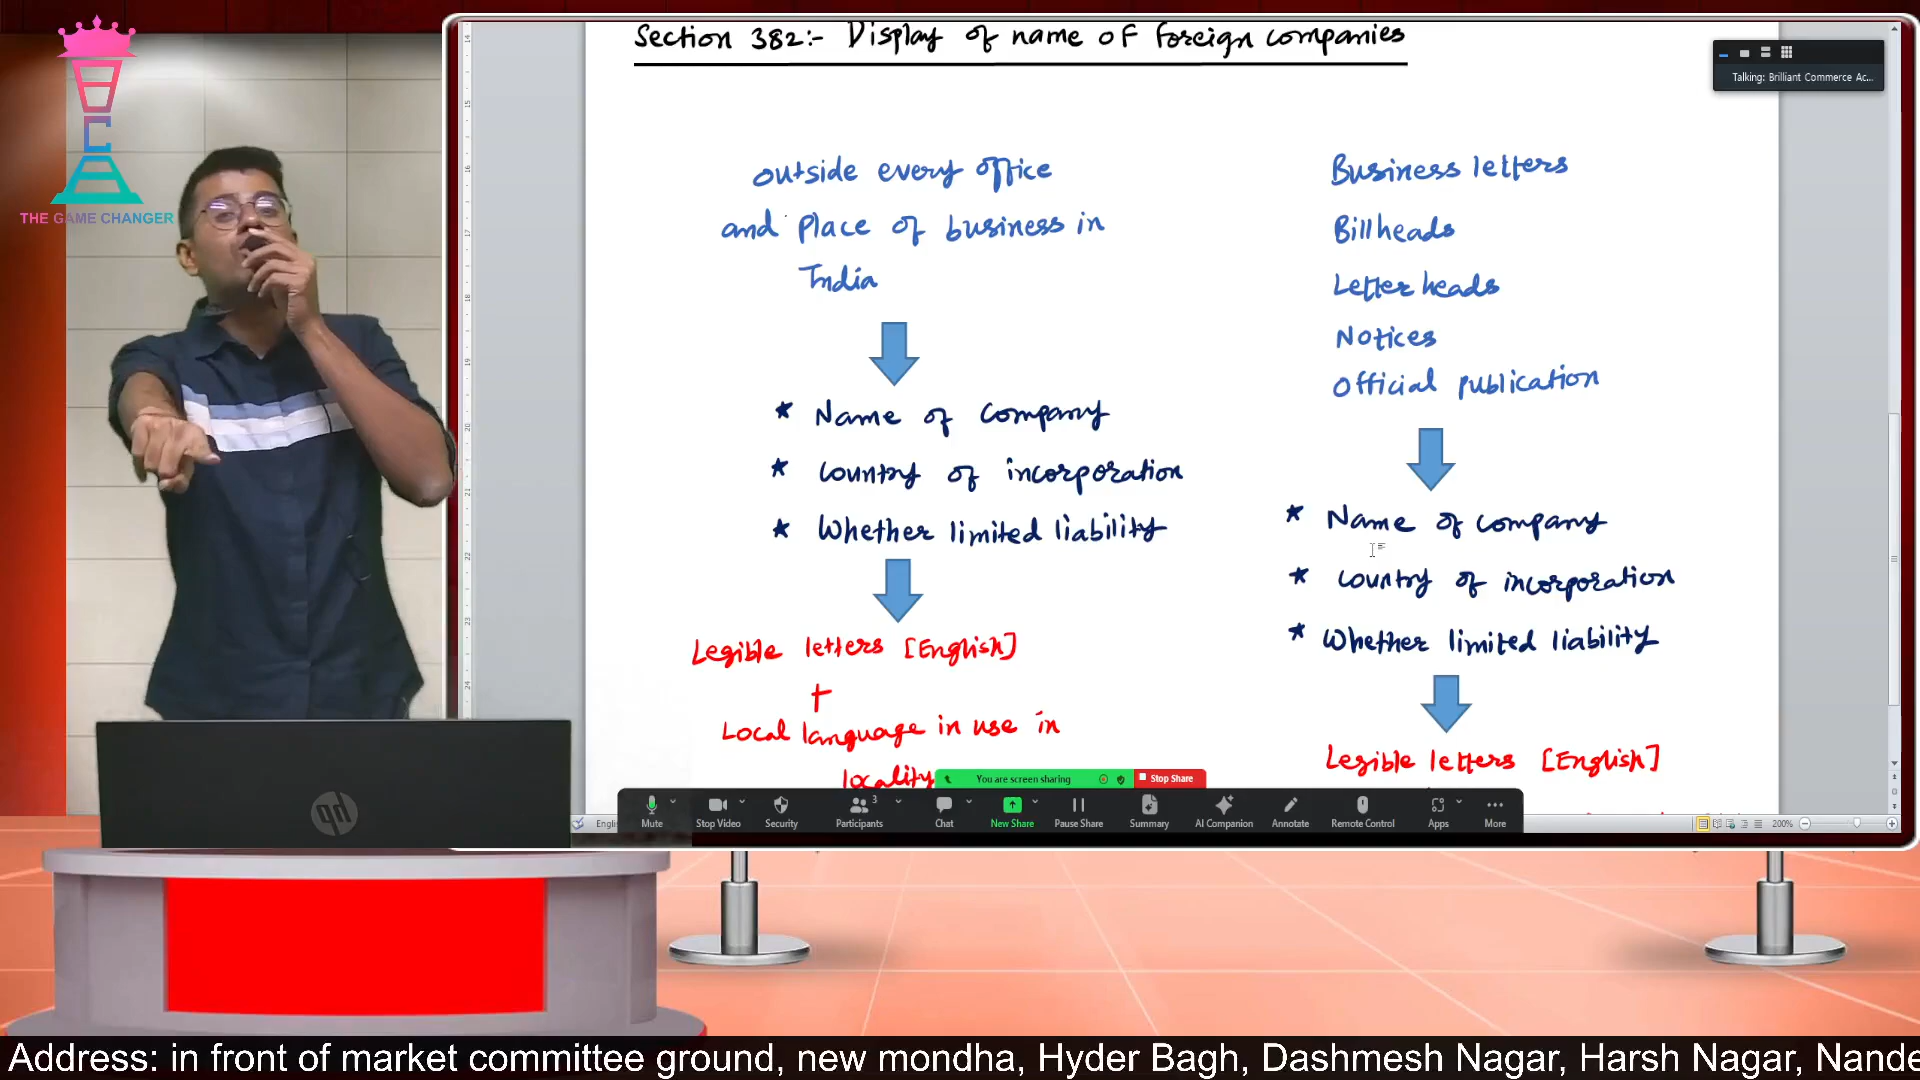 Section 382:- Display of name of foreign companies
outside every office
and place of business in
India
* Name of company
* Country of incorporation
* Whether limited liability
Legible letters [English]
+
Local language in use in
locality
Business letters
Billheads
Letter heads
Notices
Official publication
* Name of company
* Country of incorporation
* Whether limited liability
Legible letters [English]
Talking: Brilliant Commerce Ac...
THE GAME CHANGER
You are screen sharing
Stop Share
Mute
Stop Video
Security
Participants
3
Chat
New Share
Pause Share
Summary
AI Companion
Annotate
Remote Control
Apps
More
200%
hp
Address: in front of market committee ground, new mondha, Hyder Bagh, Dashmesh Nagar, Harsh Nagar, Nande